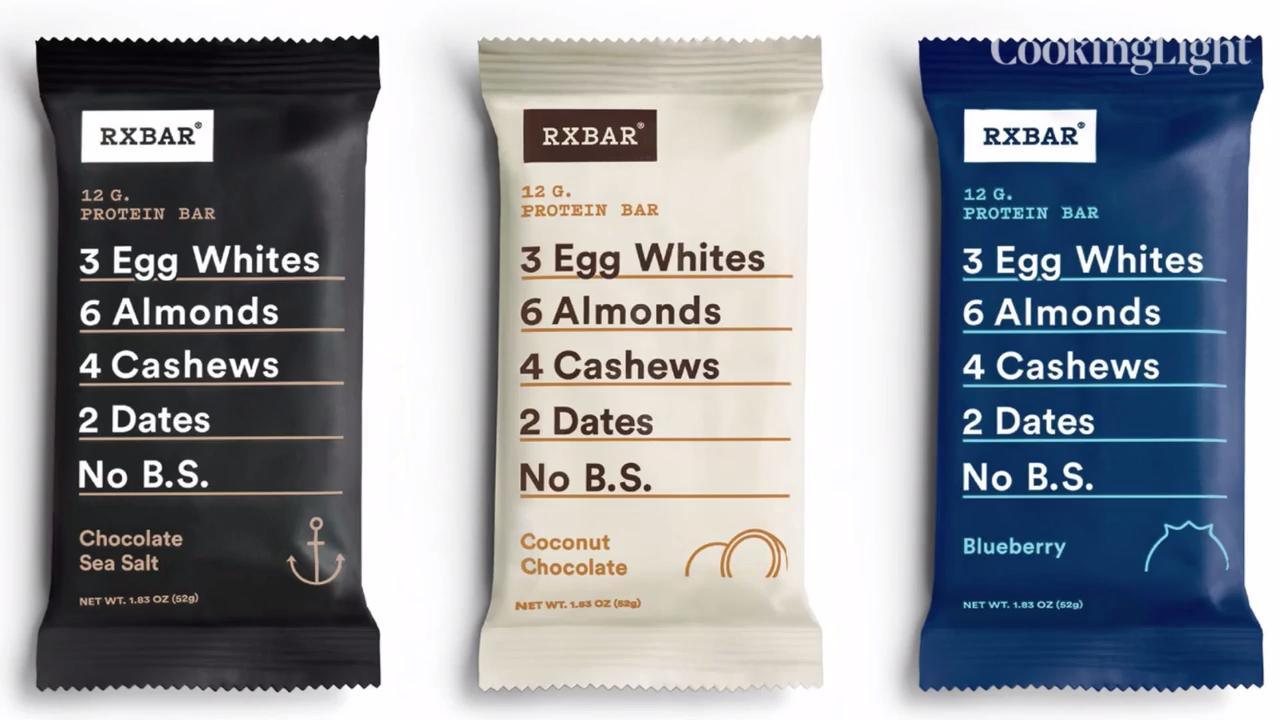 CookingLight
RXBAR®
12 G.
PROTEIN BAR
3 Egg Whites
6 Almonds
4 Cashews
2 Dates
No B.S.
Chocolate
Sea Salt
NET WT. 1.83 OZ (52g)
RXBAR®
12 G.
PROTEIN BAR
3 Egg Whites
6 Almonds
4 Cashews
2 Dates
No B.S.
Coconut
Chocolate
NET WT. 1.83 OZ (52g)
RXBAR®
12 G.
PROTEIN BAR
3 Egg Whites
6 Almonds
4 Cashews
2 Dates
No B.S.
Blueberry
NET WT. 1.83 OZ (52g)